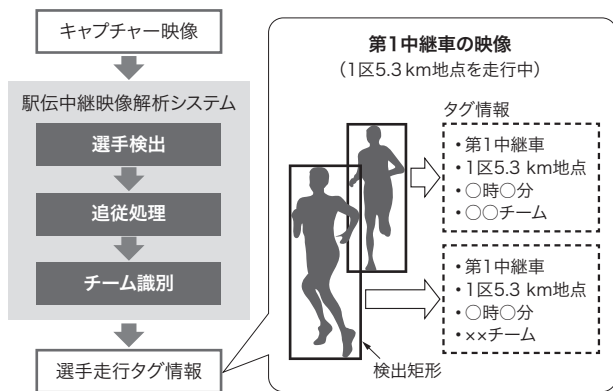 キャプチャー映像
駅伝中継映像解析システム
選手検出
追従処理
チーム識別
選手走行タグ情報
第1中継車の映像
(1区5.3 km地点を走行中)
タグ情報
・第1中継車
・1区5.3 km地点
・○時○分
・○○チーム
・第1中継車
・1区5.3 km地点
・○時○分
・××チーム
検出矩形